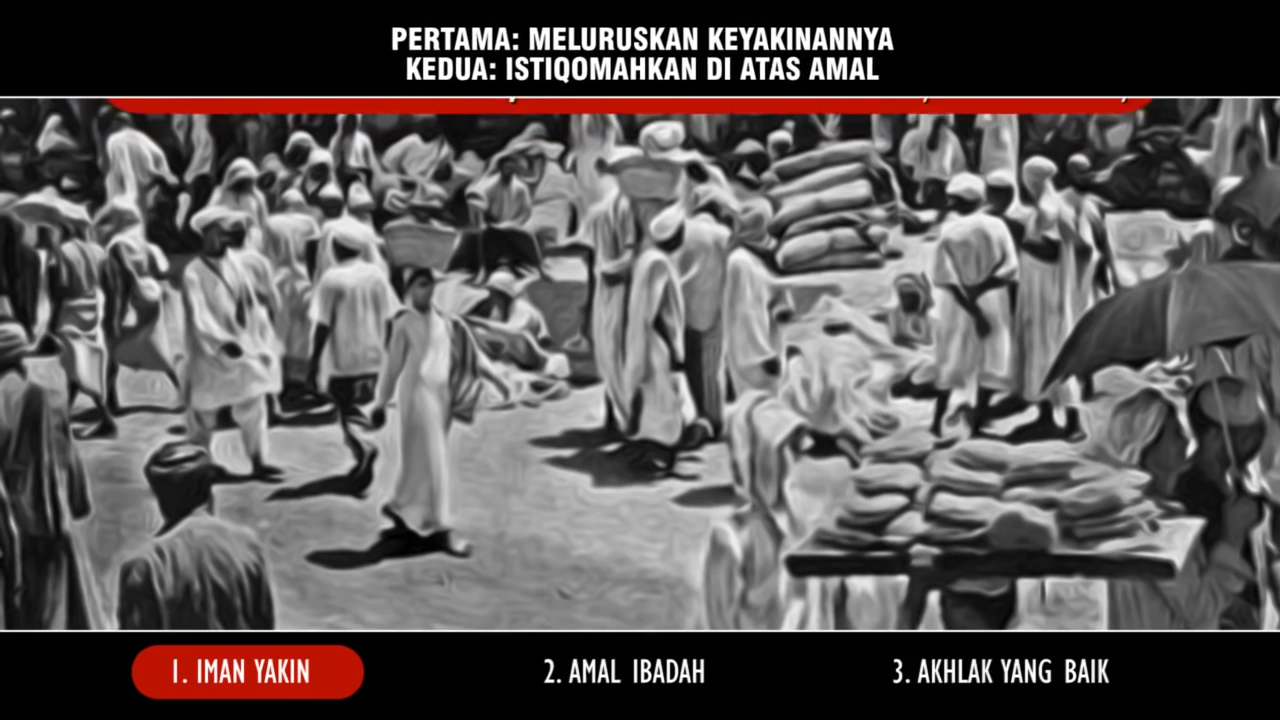 PERTAMA: MELURUSKAN KEYAKINANNYA
KEDUA: ISTIQOMAHKAN DI ATAS AMAL
1. IMAN YAKIN
2. AMAL IBADAH
3. AKHLAK YANG BAIK